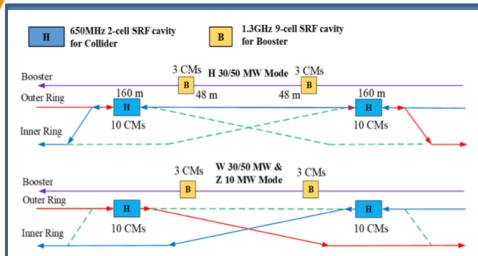 H 650MHz 2-cell SRF cavity for Collider
B 1.3GHz 9-cell SRF cavity for Booster
3 CMs 3 CMs
Booster B B
160 m 48 m H 30/50 MW Mode 48 m 160 m
Outer Ring H H
10 CMs 10 CMs
Inner Ring
W 30/50 MW &
Z 10 MW Mode
3 CMs 3 CMs
Booster B B
Outer Ring H H
10 CMs 10 CMs
Inner Ring